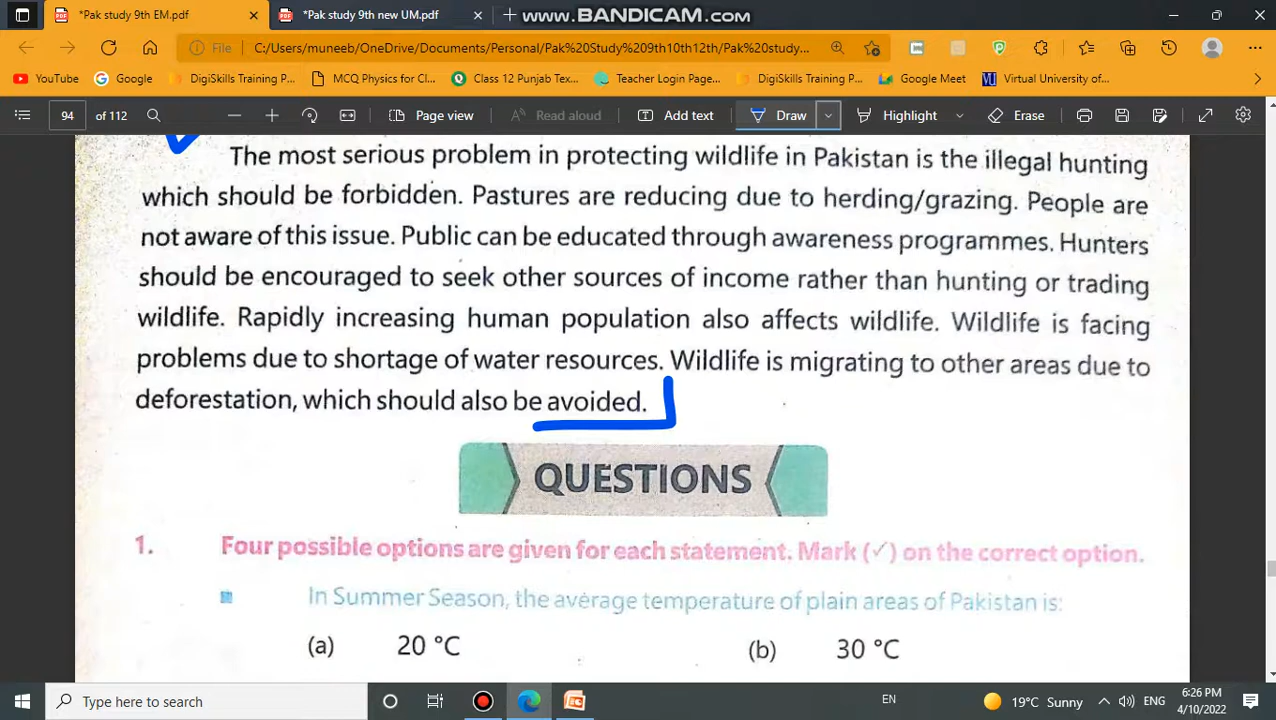 *Pak study 9th EM.pdf
*Pak study 9th new UM.pdf
www.BANDICAM.com
File
C:/Users/muneeb/OneDrive/Documents/Personal/Pak%20Study%209th10th12th/Pak%20study...
YouTube
Google
DigiSkills Training P...
MCQ Physics for Cl...
Class 12 Punjab Tex...
Teacher Login Page...
DigiSkills Training P...
Google Meet
VU
Virtual University of...
94 of 112
Page view
Read aloud
Add text
Draw
Highlight
Erase
The most serious problem in protecting wildlife in Pakistan is the illegal hunting
which should be forbidden. Pastures are reducing due to herding/grazing. People are
not aware of this issue. Public can be educated through awareness programmes. Hunters
should be encouraged to seek other sources of income rather than hunting or trading
wildlife. Rapidly increasing human population also affects wildlife. Wildlife is facing
problems due to shortage of water resources. Wildlife is migrating to other areas due to
deforestation, which should also be avoided.
QUESTIONS
1. Four possible options are given for each statement. Mark (✓) on the correct option.
In Summer Season, the average temperature of plain areas of Pakistan is:
(a) 20 °C (b) 30 °C
Type here to search
EN
19°C Sunny
ENG
6:26 PM
4/10/2022